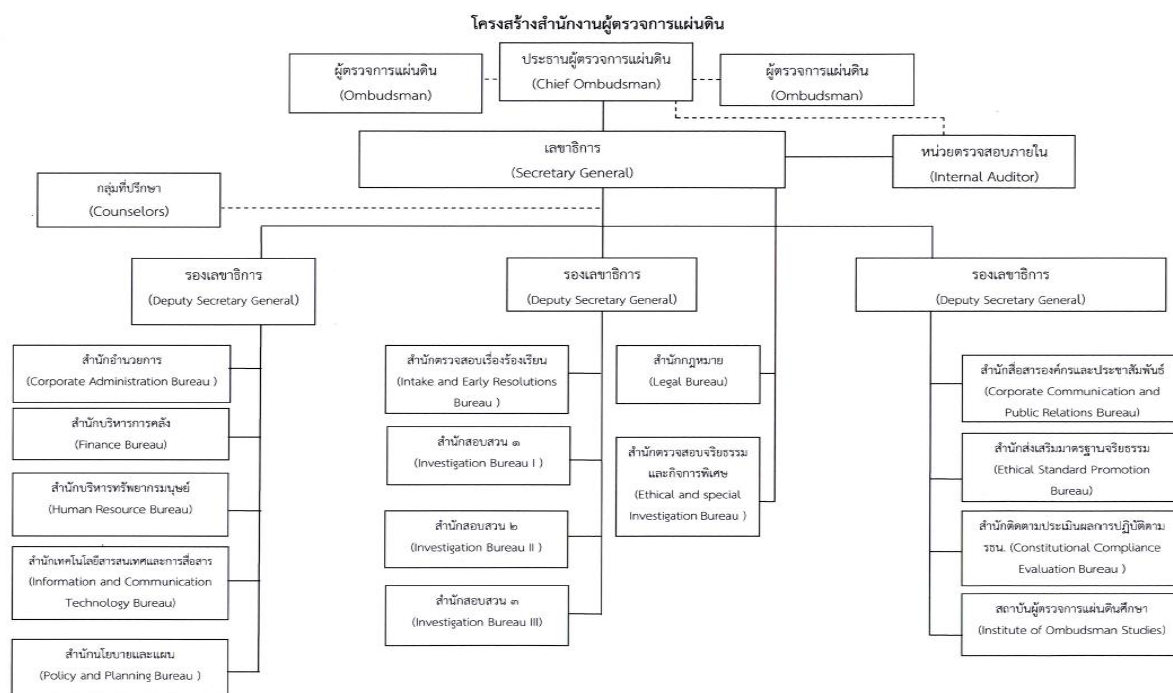 โครงสร้างสำนักงานผู้ตรวจการแผ่นดิน
ผู้ตรวจการแผ่นดิน
(Ombudsman)
ประธานผู้ตรวจการแผ่นดิน
(Chief Ombudsman)
ผู้ตรวจการแผ่นดิน
(Ombudsman)
เลขาธิการ
(Secretary General)
หน่วยตรวจสอบภายใน
(Internal Auditor)
กลุ่มที่ปรึกษา
(Counselors)
รองเลขาธิการ
(Deputy Secretary General)
รองเลขาธิการ
(Deputy Secretary General)
รองเลขาธิการ
(Deputy Secretary General)
สำนักอำนวยการ
(Corporate Administration Bureau )
สำนักบริหารการคลัง
(Finance Bureau)
สำนักบริหารทรัพยากรมนุษย์
(Human Resource Bureau)
สำนักเทคโนโลยีสารสนเทศและการสื่อสาร
(Information and Communication
Technology Bureau)
สำนักนโยบายและแผน
(Policy and Planning Bureau )
สำนักตรวจสอบเรื่องร้องเรียน
(Intake and Early Resolutions
Bureau )
สำนักสอบสวน ๑
(Investigation Bureau I )
สำนักสอบสวน ๒
(Investigation Bureau II )
สำนักสอบสวน ๓
(Investigation Bureau III)
สำนักกฎหมาย
(Legal Bureau)
สำนักตรวจสอบจริยธรรม
และกิจการพิเศษ
(Ethical and special
Investigation Bureau )
สำนักสื่อสารองค์กรและประชาสัมพันธ์
(Corporate Communication and
Public Relations Bureau)
สำนักส่งเสริมมาตรฐานจริยธรรม
(Ethical Standard Promotion
Bureau)
สำนักติดตามประเมินผลการปฏิบัติตาม
รธน. (Constitutional Compliance
Evaluation Bureau )
สถาบันผู้ตรวจการแผ่นดินศึกษา
(Institute of Ombudsman Studies)